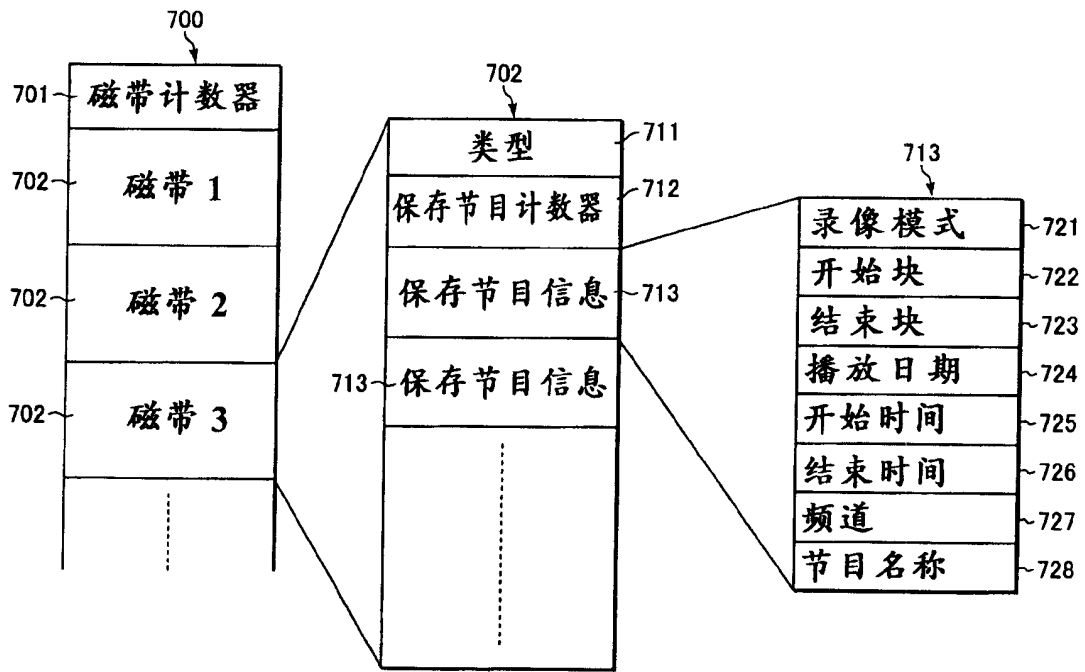 700
701 磁带计数器
702 磁带 1
702 磁带 2
702 磁带 3
702
类型 711
保存节目计数器 712
保存节目信息 713
713 保存节目信息
713
录像模式 721
开始块 722
结束块 723
播放日期 724
开始时间 725
结束时间 726
频道 727
节目名称 728